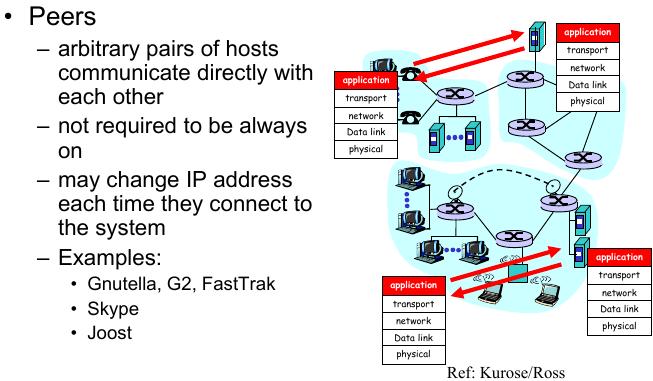 • Peers
– arbitrary pairs of hosts
communicate directly with
each other
– not required to be always
on
– may change IP address
each time they connect to
the system
– Examples:
• Gnutella, G2, FastTrak
• Skype
• Joost
application
transport
network
Data link
physical
application
transport
network
Data link
physical
application
transport
network
Data link
physical
application
transport
network
Data link
physical
Ref: Kurose/Ross